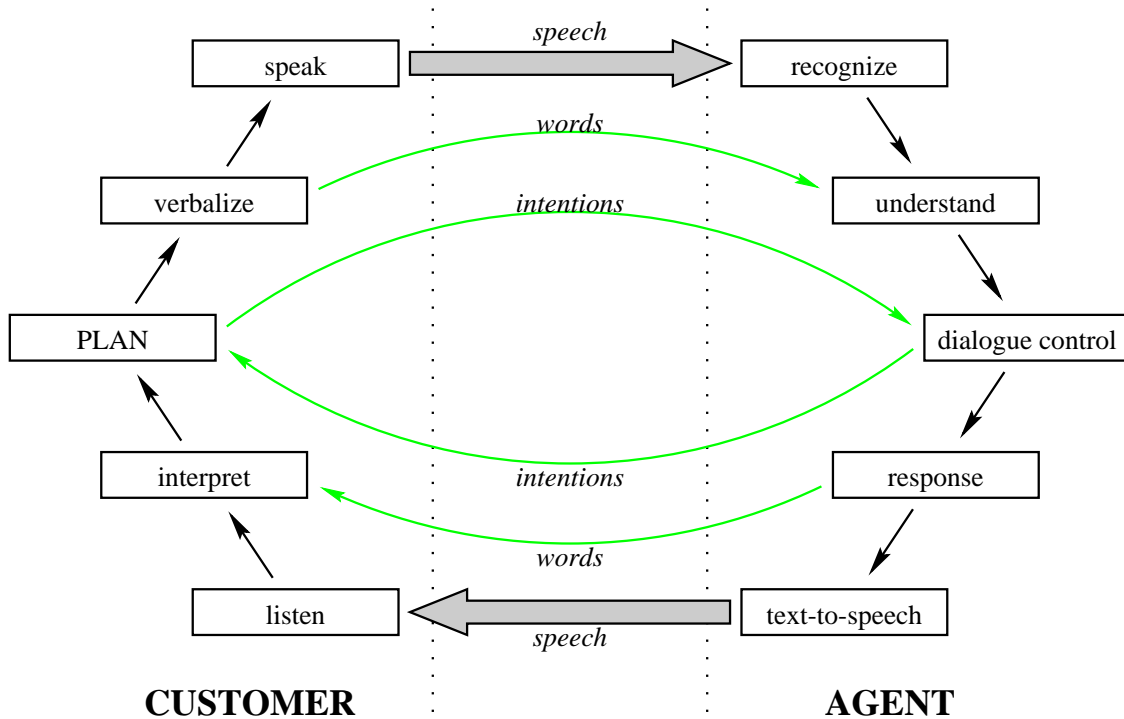 speech
speak
recognize
words
verbalize
understand
intentions
PLAN
dialogue control
interpret
intentions
response
words
listen
text-to-speech
speech
CUSTOMER
AGENT